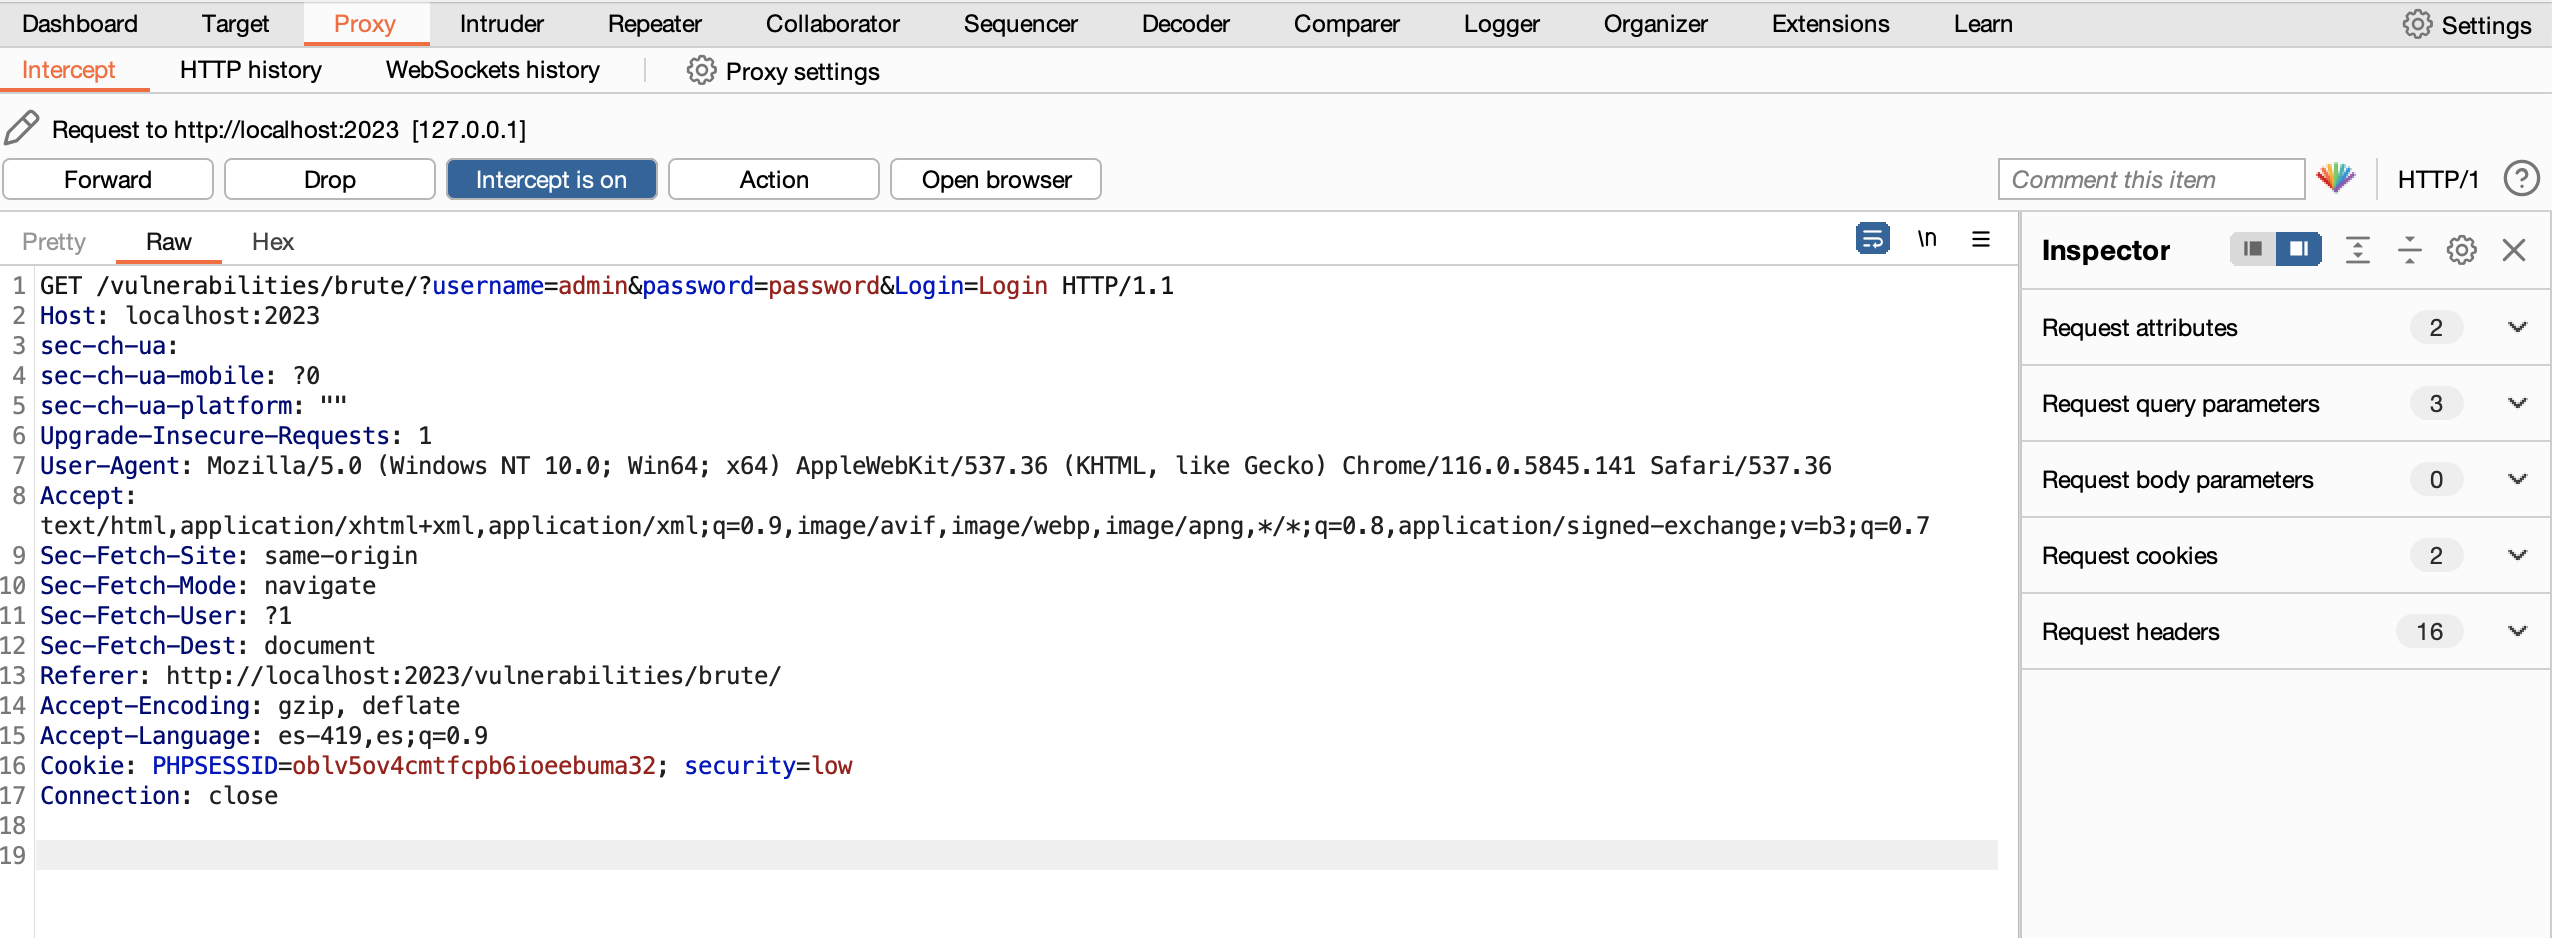 Dashboard Target Proxy Intruder Repeater Collaborator Sequencer Decoder Comparer Logger Organizer Extensions Learn Settings
Intercept HTTP history WebSockets history Proxy settings
Request to http://localhost:2023 [127.0.0.1]
Forward Drop Intercept is on Action Open browser Comment this item HTTP/1 ?
Pretty Raw Hex \n
1 GET /vulnerabilities/brute/?username=admin&password=password&Login=Login HTTP/1.1
2 Host: localhost:2023
3 sec-ch-ua:
4 sec-ch-ua-mobile: ?0
5 sec-ch-ua-platform: ""
6 Upgrade-Insecure-Requests: 1
7 User-Agent: Mozilla/5.0 (Windows NT 10.0; Win64; x64) AppleWebKit/537.36 (KHTML, like Gecko) Chrome/116.0.5845.141 Safari/537.36
8 Accept:
text/html,application/xhtml+xml,application/xml;q=0.9,image/avif,image/webp,image/apng,*/*;q=0.8,application/signed-exchange;v=b3;q=0.7
9 Sec-Fetch-Site: same-origin
10 Sec-Fetch-Mode: navigate
11 Sec-Fetch-User: ?1
12 Sec-Fetch-Dest: document
13 Referer: http://localhost:2023/vulnerabilities/brute/
14 Accept-Encoding: gzip, deflate
15 Accept-Language: es-419,es;q=0.9
16 Cookie: PHPSESSID=oblv5ov4cmtfcpb6ioeebuma32; security=low
17 Connection: close
18
19
Inspector
Request attributes 2
Request query parameters 3
Request body parameters 0
Request cookies 2
Request headers 16